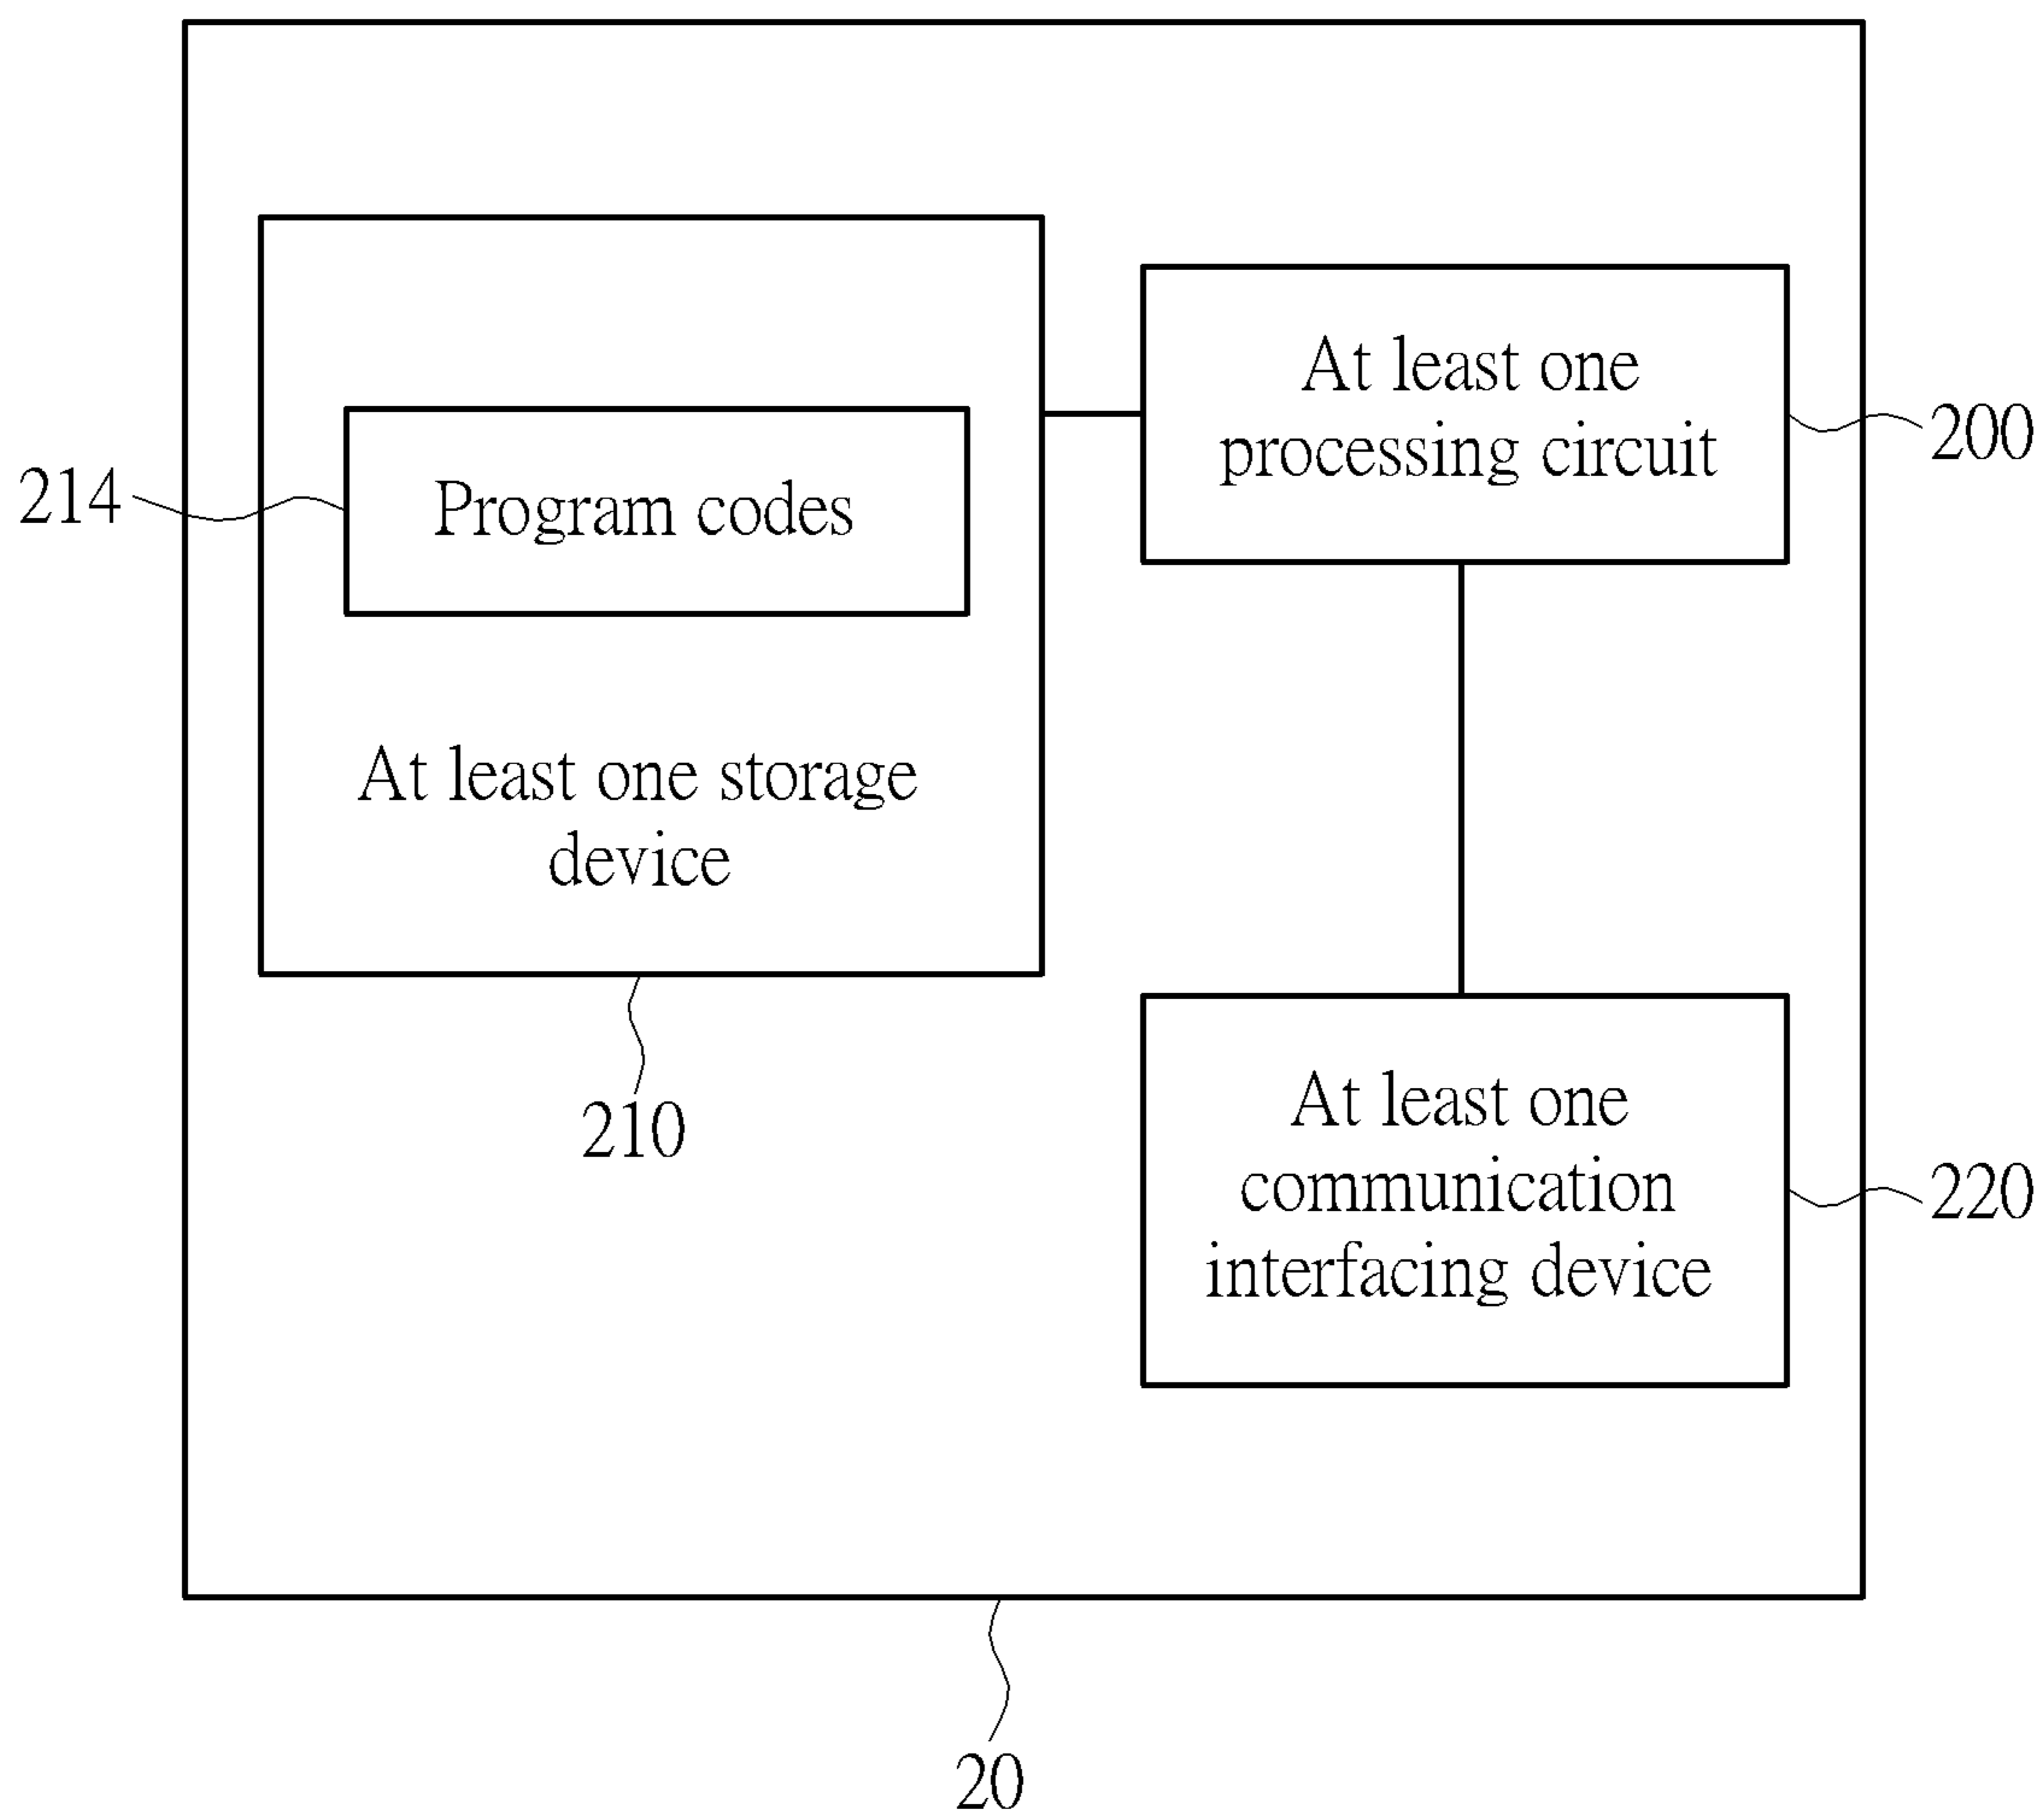 At least one
processing circuit
200
214
Program codes
At least one storage
device
210
At least one
communication
interfacing device
220
20